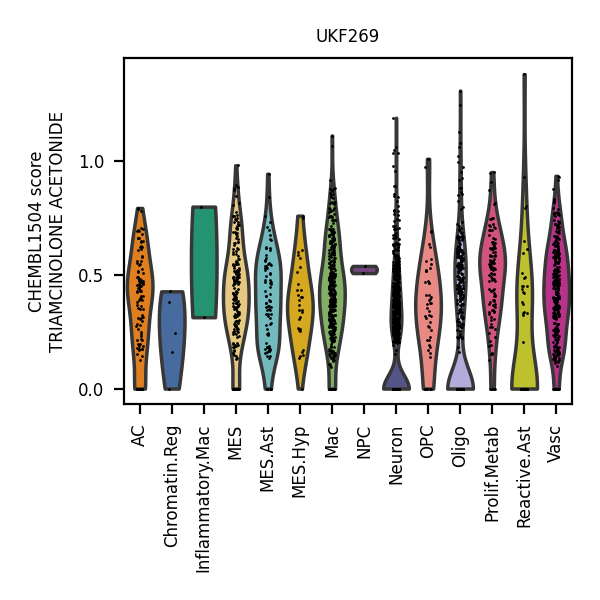 UKF269
CHEMBL1504 score
TRIAMCINOLONE ACETONIDE
1.0
0.5
0.0
AC
Chromatin.Reg
Inflammatory.Mac
MES
MES.Ast
MES.Hyp
Mac
NPC
Neuron
OPC
Oligo
Prolif.Metab
Reactive.Ast
Vasc